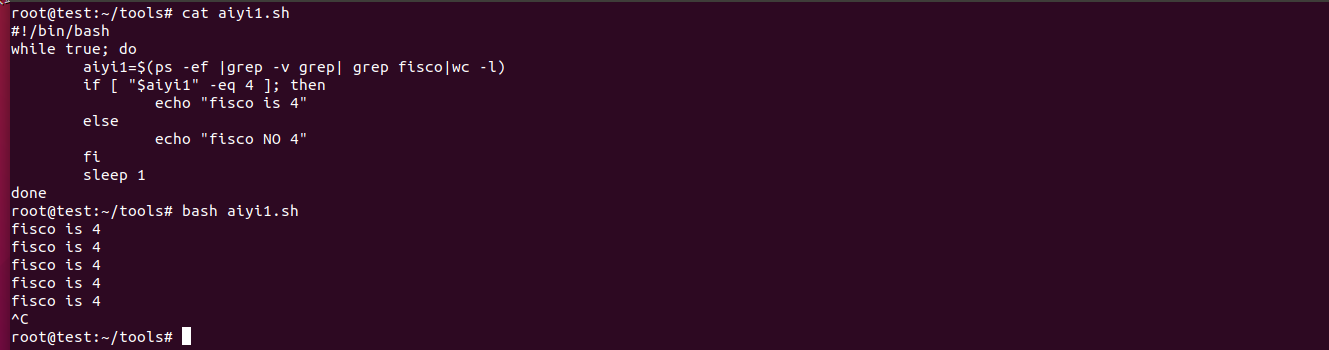 root@test:~/tools# cat aiyi1.sh
#!/bin/bash
while true; do
        aiyi1=$(ps -ef |grep -v grep| grep fisco|wc -l)
        if [ "$aiyi1" -eq 4 ]; then
                echo "fisco is 4"
        else
                echo "fisco NO 4"
        fi
        sleep 1
done
root@test:~/tools# bash aiyi1.sh
fisco is 4
fisco is 4
fisco is 4
fisco is 4
fisco is 4
^C
root@test:~/tools#